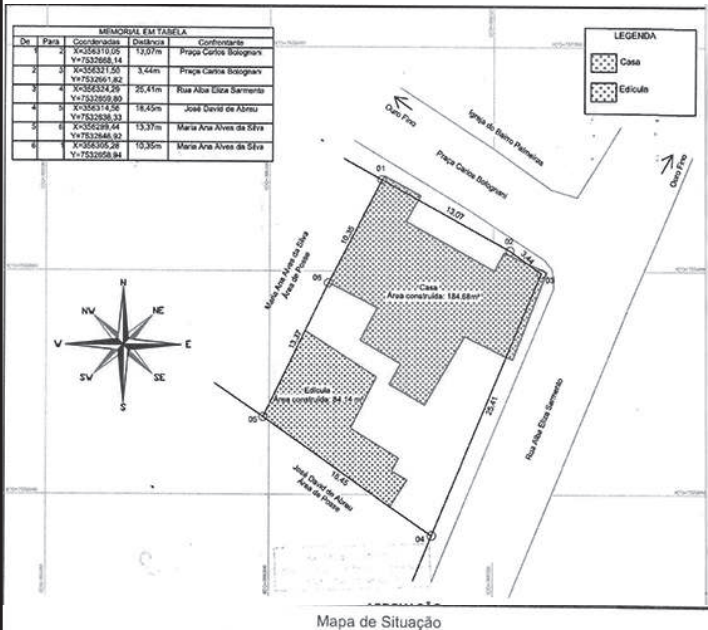 MEMORIAL EM TABELA
De Para Coordenadas Distância Confrontante
1 2 X=356310,05 13,07m Praça Carlos Bolognani
Y=7532668,14
2 3 X=356321,50 3,44m Praça Carlos Bolognani
Y=7532661,82
3 4 X=356324,29 25,41m Rua Alba Eliza Sarmento
Y=7532659,80
4 5 X=356314,56 18,45m José David de Abreu
Y=7532636,33
5 6 X=356299,44 13,37m Maria Ana Alves da Silva
Y=7532646,92
6 1 X=356305,28 10,35m Maria Ana Alves da Silva
Y=7532658,94
LEGENDA
Casa
Edícula
Ouro Fino
Igreja do Bairro Palmeiras
Praça Carlos Bolognani
Ouro Fino
01
13,07
02
3,44
03
10,35
Maria Ana Alves da Silva
Área de Posse
06
Casa
Área construída: 184.58m²
13,37
N
NW
NE
W
E
SW
SE
S
Edícula
Área construída: 84.14 m²
25,41
Rua Alba Eliza Sarmento
05
18,45
José David de Abreu
Área de Posse
04
Mapa de Situação